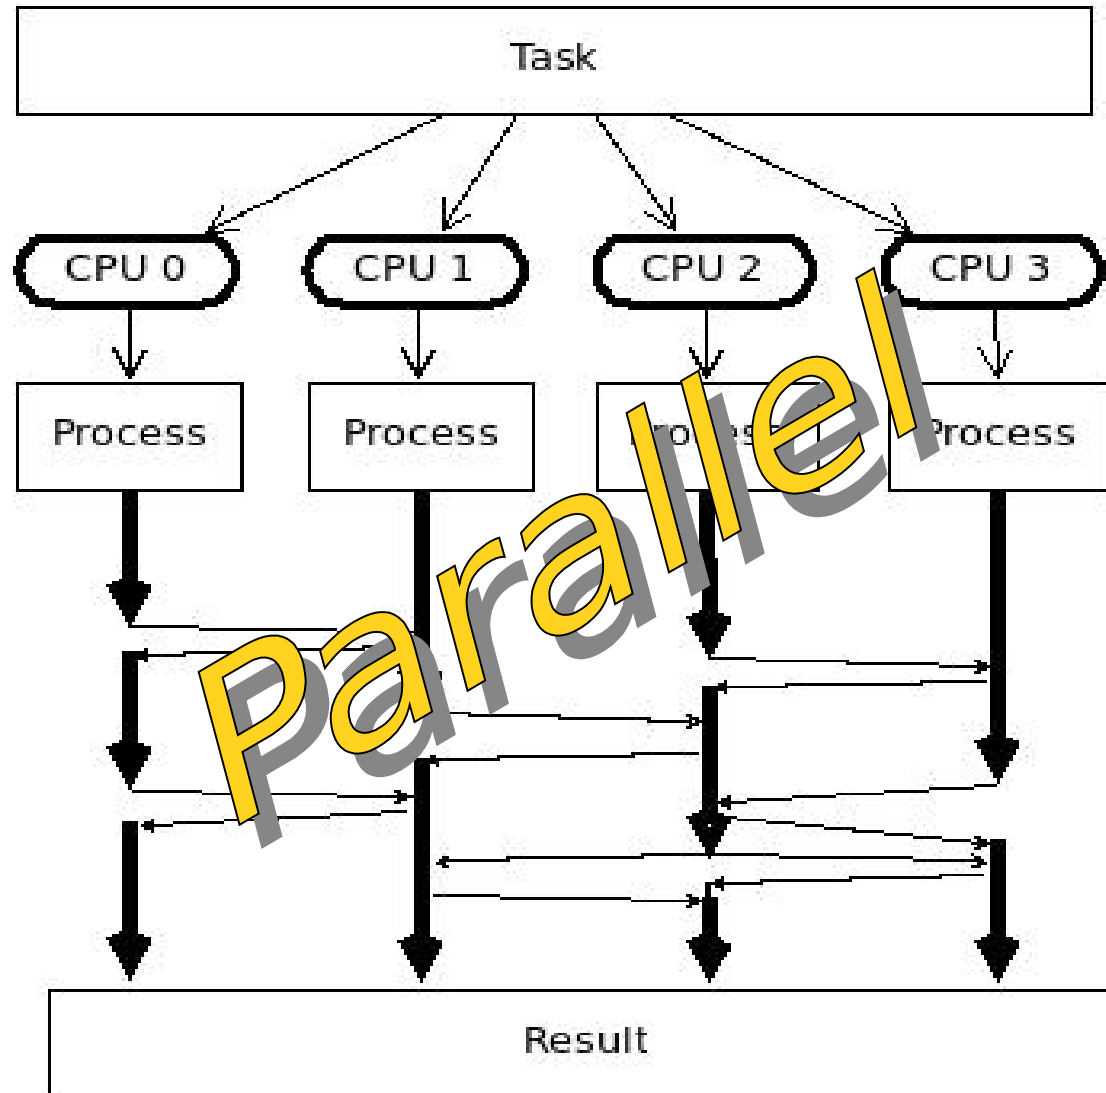 Task
CPU 0 CPU 1 CPU 2 CPU 3
Process Process Process Process
Parallel
Result